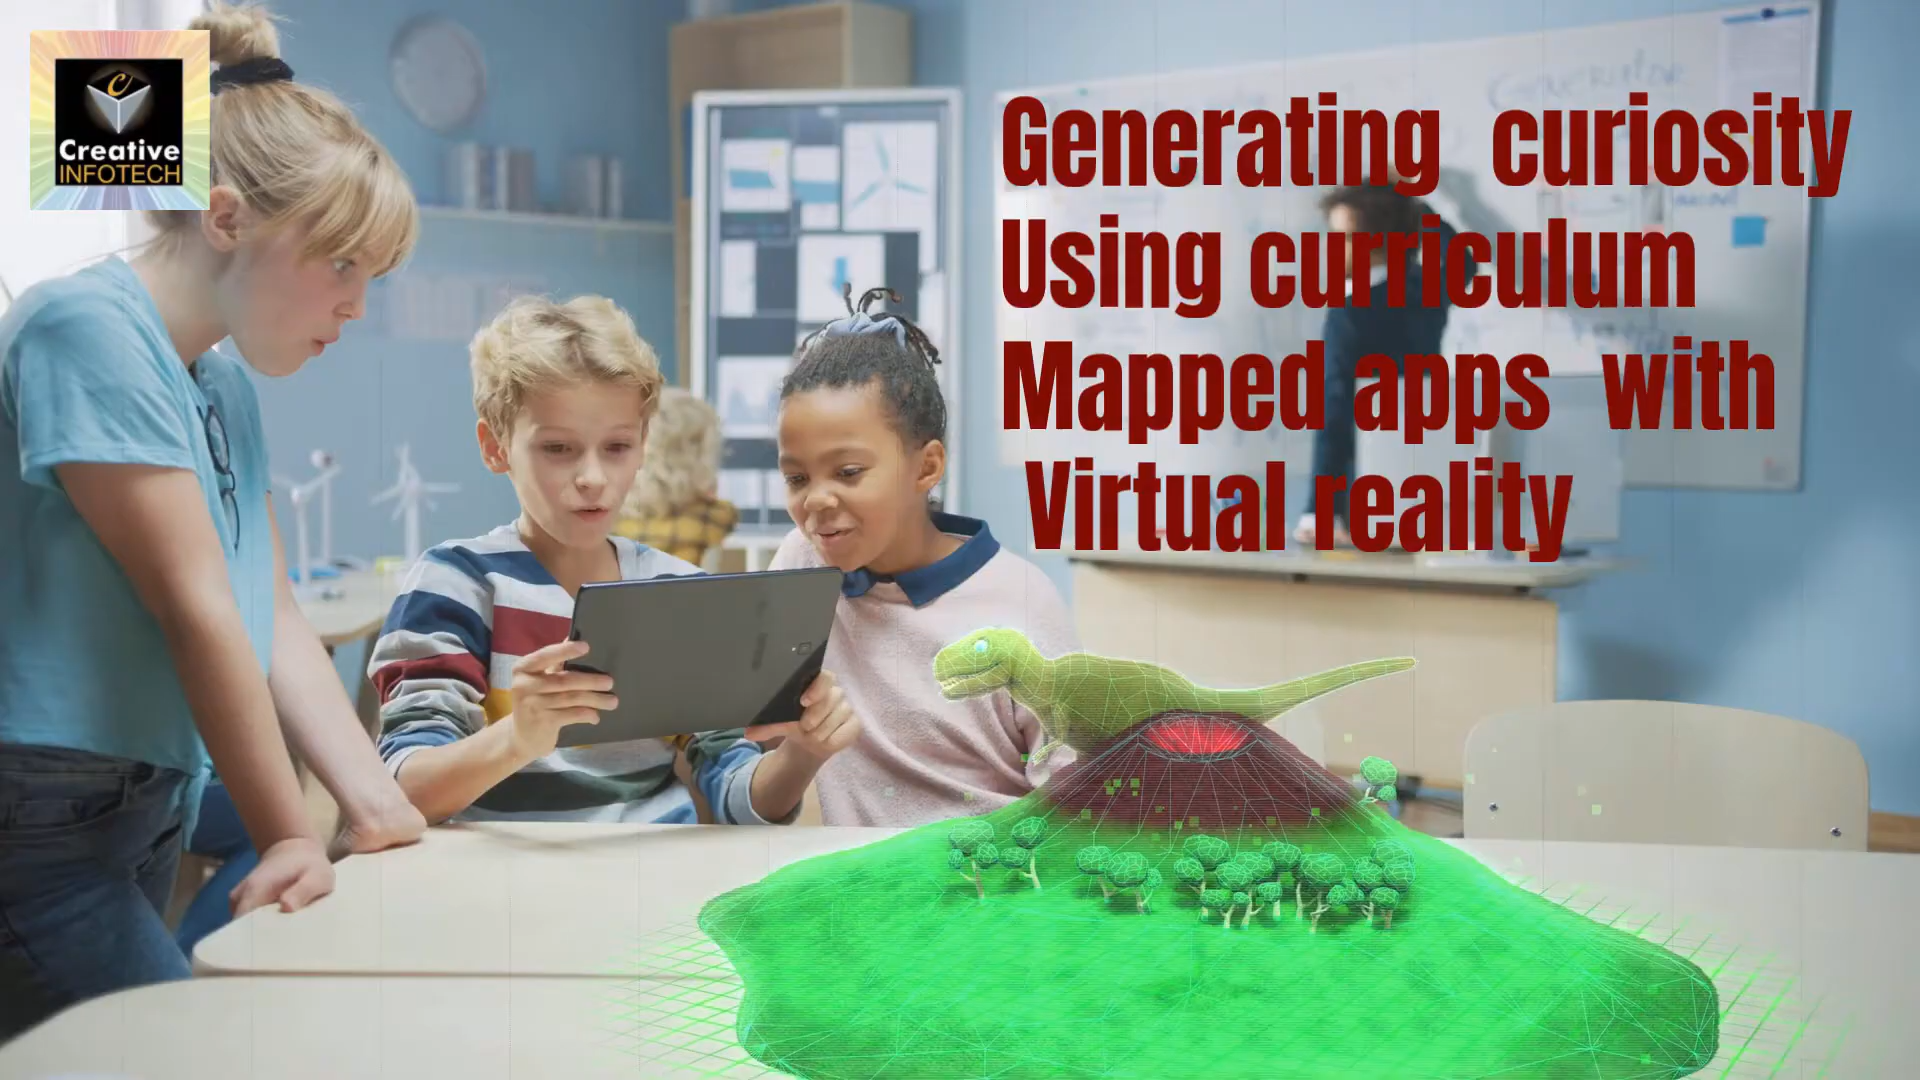 Creative
INFOTECH
Generating curiosity
Using curriculum
Mapped apps with
Virtual reality